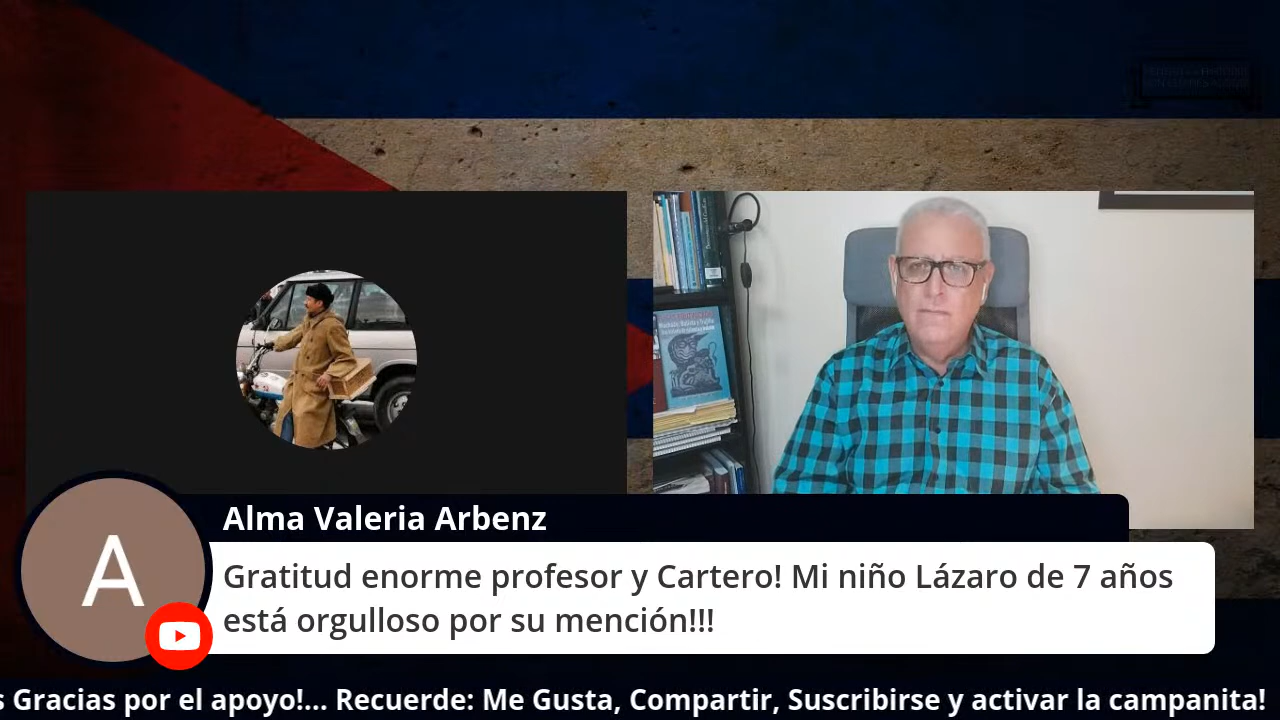 Alma Valeria Arbenz
A
Gratitud enorme profesor y Cartero! Mi niño Lázaro de 7 años
está orgulloso por su mención!!!
s Gracias por el apoyo!... Recuerde: Me Gusta, Compartir, Suscribirse y activar la campanita!